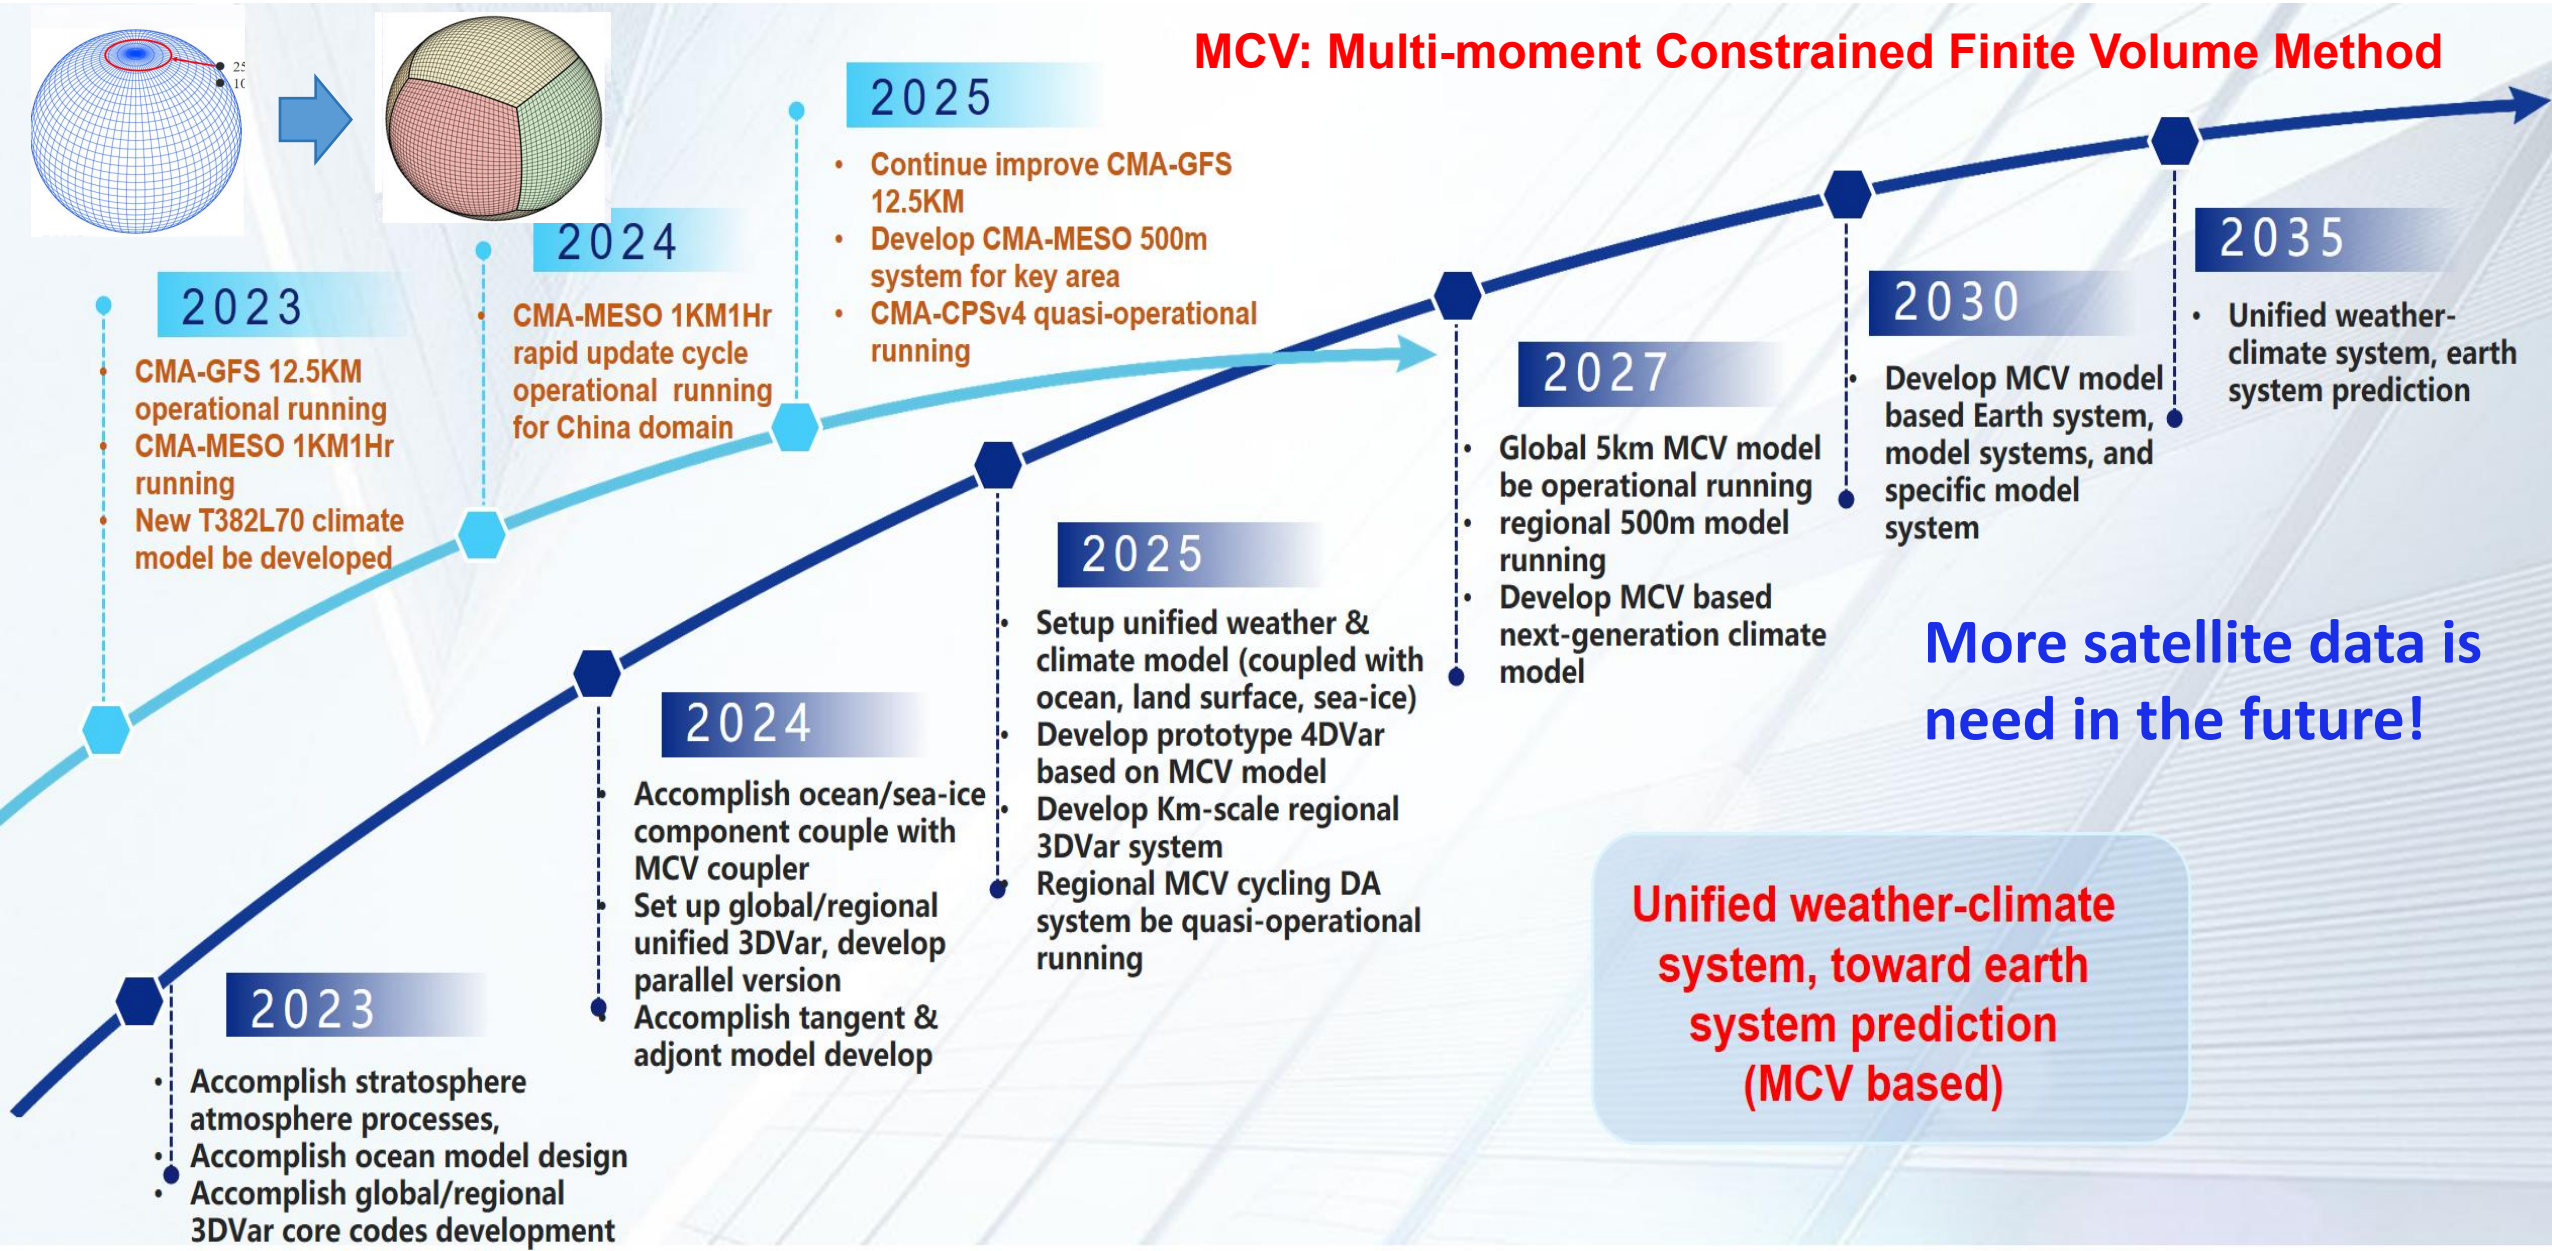 MCV: Multi-moment Constrained Finite Volume Method
25
10
2023
• CMA-GFS 12.5KM
operational running
• CMA-MESO 1KM1Hr
running
• New T382L70 climate
model be developed
2024
• CMA-MESO 1KM1Hr
rapid update cycle
operational running
for China domain
2025
• Continue improve CMA-GFS
12.5KM
• Develop CMA-MESO 500m
system for key area
• CMA-CPSv4 quasi-operational
running
2023
• Accomplish stratosphere
atmosphere processes,
• Accomplish ocean model design
• Accomplish global/regional
3DVar core codes development
2024
• Accomplish ocean/sea-ice
component couple with
MCV coupler
• Set up global/regional
unified 3DVar, develop
parallel version
• Accomplish tangent &
adjont model develop
2025
• Setup unified weather &
climate model (coupled with
ocean, land surface, sea-ice)
• Develop prototype 4DVar
based on MCV model
• Develop Km-scale regional
3DVar system
• Regional MCV cycling DA
system be quasi-operational
running
2027
• Global 5km MCV model
be operational running
• regional 500m model
running
• Develop MCV based
next-generation climate
model
2030
• Develop MCV model
based Earth system,
model systems, and
specific model
system
2035
• Unified weather-
climate system, earth
system prediction
More satellite data is
need in the future!
Unified weather-climate
system, toward earth
system prediction
(MCV based)